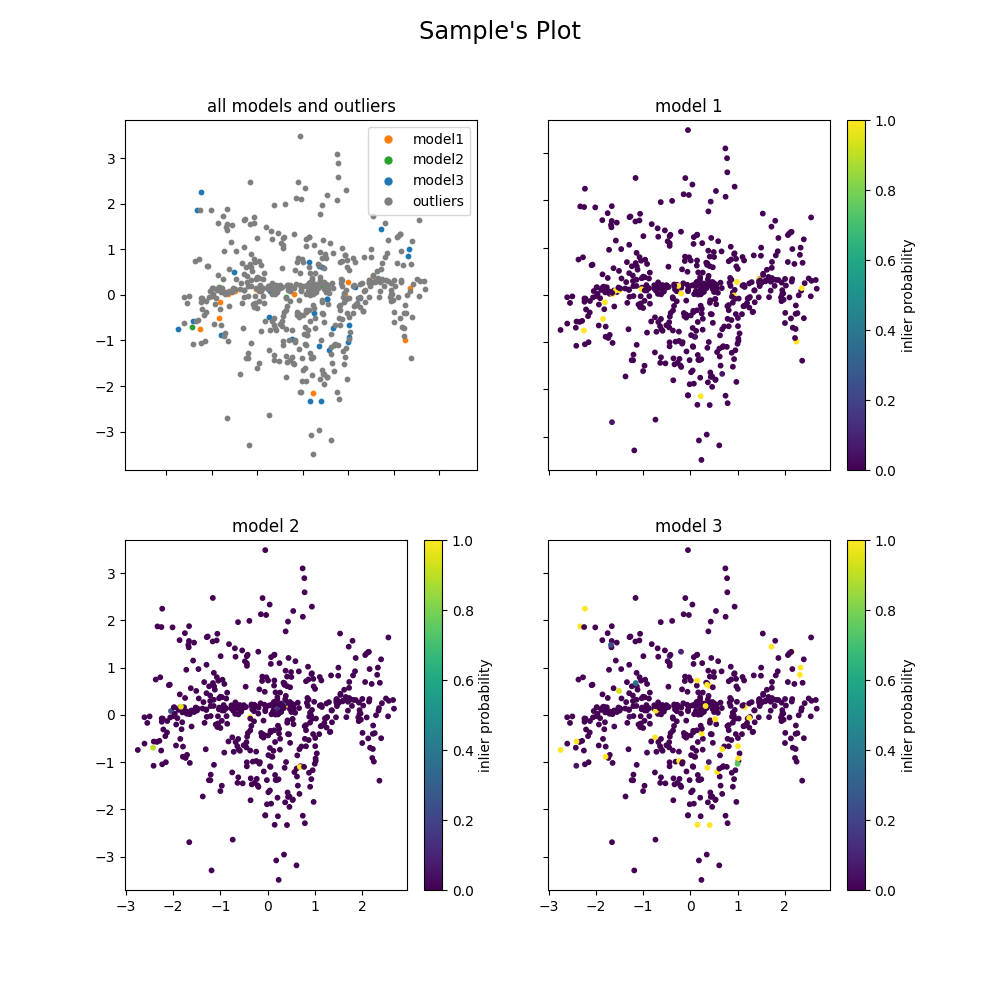 Sample's Plot
all models and outliers
model1
model2
model3
outliers
3
2
1
0
−1
−2
−3
model 1
1.0
0.8
0.6
0.4
0.2
0.0
inlier probability
model 2
3
2
1
0
−1
−2
−3
−3 −2 −1 0 1 2
1.0
0.8
0.6
0.4
0.2
0.0
inlier probability
model 3
−3 −2 −1 0 1 2
1.0
0.8
0.6
0.4
0.2
0.0
inlier probability